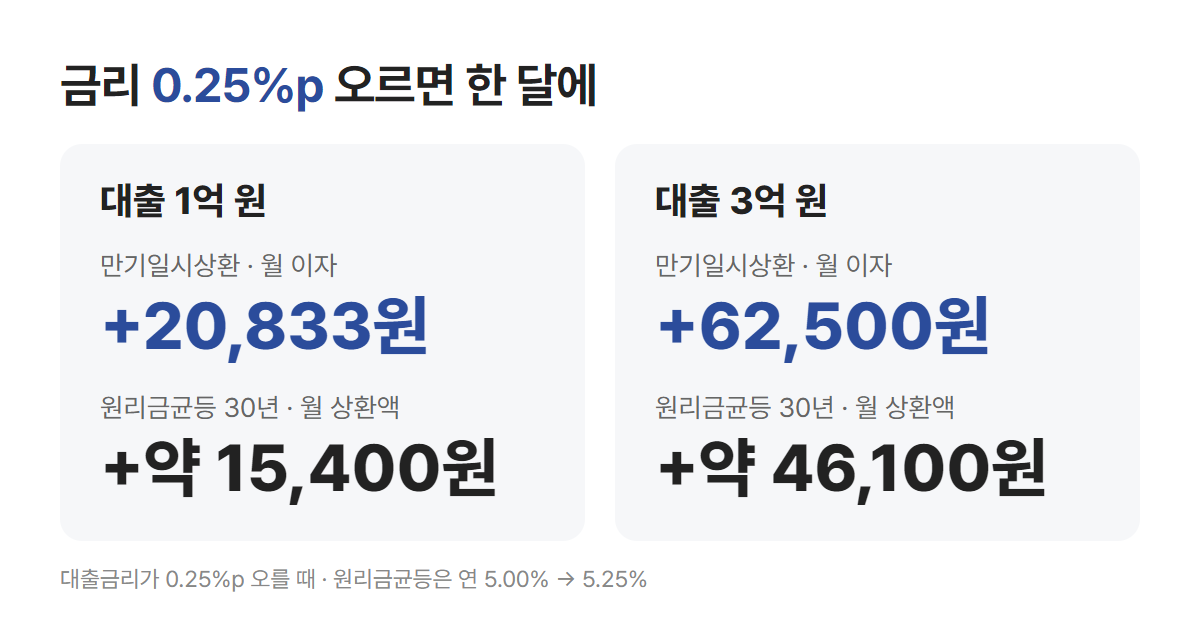 금리 0.25%p 오르면 한 달에
대출 1억 원
만기일시상환 · 월 이자
+20,833원
원리금균등 30년 · 월 상환액
+약 15,400원
대출 3억 원
만기일시상환 · 월 이자
+62,500원
원리금균등 30년 · 월 상환액
+약 46,100원
대출금리가 0.25%p 오를 때 · 원리금균등은 연 5.00% → 5.25%